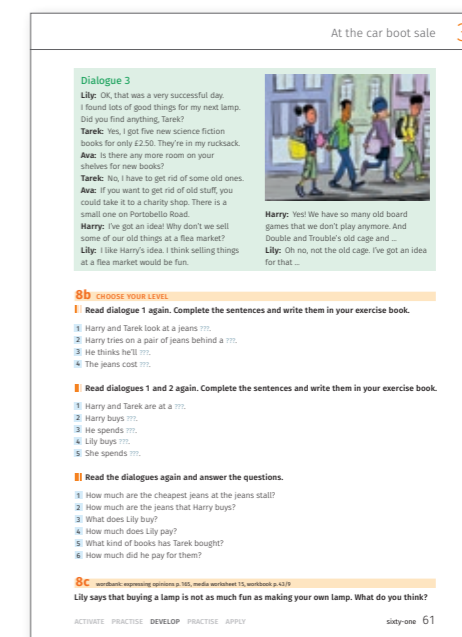 At the car boot sale
3
Dialogue 3
Lily: OK, that was a very successful day.
I found lots of good things for my next lamp.
Did you find anything, Tarek?
Tarek: Yes, I got five new science fiction
books for only £2.50. They're in my rucksack.
Ava: Is there any more room on your
shelves for new books?
Tarek: No, I have to get rid of some old ones.
Ava: If you want to get rid of old stuff, you
could take it to a charity shop. There is a
small one on Portobello Road.
Harry: I've got an idea! Why don't we sell
some of our old things at a flea market?
Lily: I like Harry's idea. I think selling things
at a flea market would be fun.
Harry: Yes! We have so many old board
games that we don't play anymore. And
Double and Trouble's old cage and ...
Lily: Oh no, not the old cage. I've got an idea
for that ...
8b CHOOSE YOUR LEVEL
Read dialogue 1 again. Complete the sentences and write them in your exercise book.
1 Harry and Tarek look at a jeans ???.
2 Harry tries on a pair of jeans behind a ???.
3 He thinks he'll ???.
4 The jeans cost ???.
Read dialogues 1 and 2 again. Complete the sentences and write them in your exercise book.
1 Harry and Tarek are at a ???.
2 Harry buys ???.
3 He spends ???.
4 Lily buys ???.
5 She spends ???.
Read the dialogues again and answer the questions.
1 How much are the cheapest jeans at the jeans stall?
2 How much are the jeans that Harry buys?
3 What does Lily buy?
4 How much does Lily pay?
5 What kind of books has Tarek bought?
6 How much did he pay for them?
8c wordbank: expressing opinions p. 165, media worksheet 15, workbook p. 43/9
Lily says that buying a lamp is not as much fun as making your own lamp. What do you think?
ACTIVATE PRACTISE DEVELOP PRACTISE APPLY
sixty-one 61